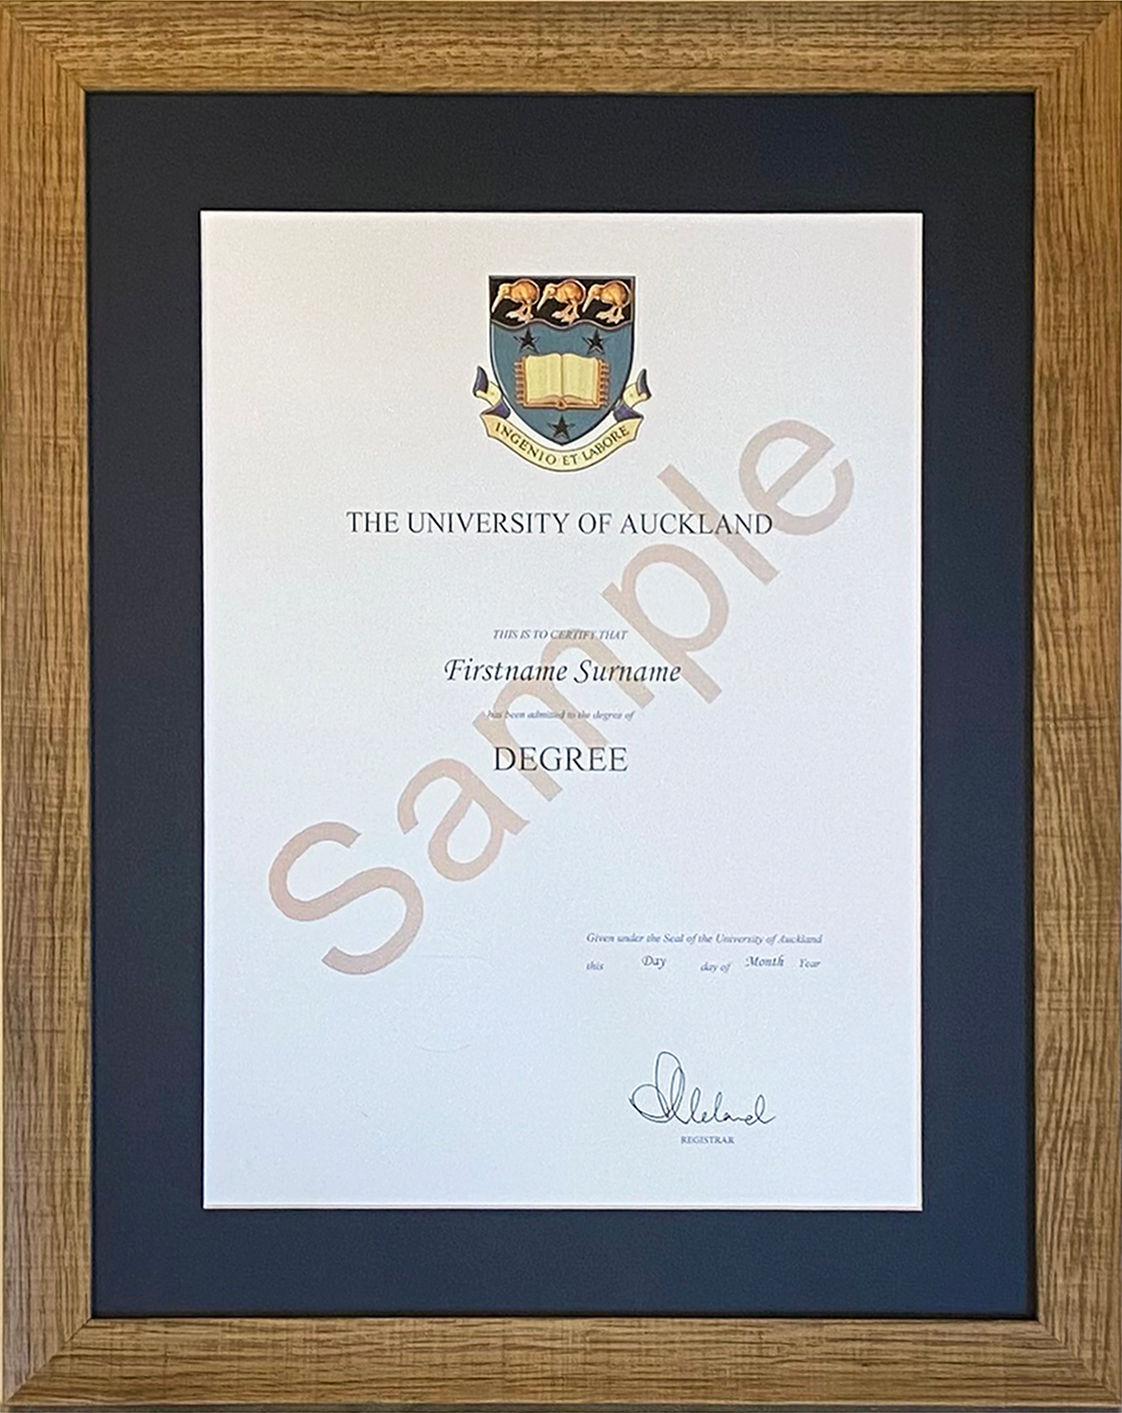 INGENIO ET LABORE
THE UNIVERSITY OF AUCKLAND
THIS IS TO CERTIFY THAT
Firstname Surname
has been admitted to the degree of
DEGREE
Sample
Given under the Seal of the University of Auckland
this Day day of Month Year
REGISTRAR